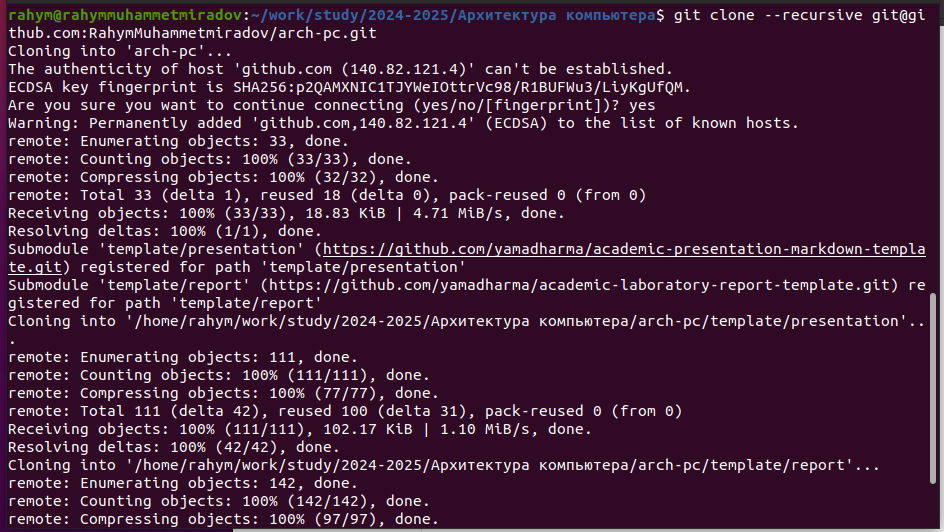 rahym@rahymmuhammetmiradov:~/work/study/2024-2025/Архитектура компьютера$ git clone --recursive git@gi
thub.com:RahymMuhammetmiradov/arch-pc.git
Cloning into 'arch-pc'...
The authenticity of host 'github.com (140.82.121.4)' can't be established.
ECDSA key fingerprint is SHA256:p2QAMXNIC1TJYWeIOttrVc98/R1BUFWu3/LiyKgUfQM.
Are you sure you want to continue connecting (yes/no/[fingerprint])? yes
Warning: Permanently added 'github.com,140.82.121.4' (ECDSA) to the list of known hosts.
remote: Enumerating objects: 33, done.
remote: Counting objects: 100% (33/33), done.
remote: Compressing objects: 100% (32/32), done.
remote: Total 33 (delta 1), reused 18 (delta 0), pack-reused 0 (from 0)
Receiving objects: 100% (33/33), 18.83 KiB | 4.71 MiB/s, done.
Resolving deltas: 100% (1/1), done.
Submodule 'template/presentation' (https://github.com/yamadharma/academic-presentation-markdown-templa
te.git) registered for path 'template/presentation'
Submodule 'template/report' (https://github.com/yamadharma/academic-laboratory-report-template.git) re
gistered for path 'template/report'
Cloning into '/home/rahym/work/study/2024-2025/Архитектура компьютера/arch-pc/template/presentation'..
.
remote: Enumerating objects: 111, done.
remote: Counting objects: 100% (111/111), done.
remote: Compressing objects: 100% (77/77), done.
remote: Total 111 (delta 42), reused 100 (delta 31), pack-reused 0 (from 0)
Receiving objects: 100% (111/111), 102.17 KiB | 1.10 MiB/s, done.
Resolving deltas: 100% (42/42), done.
Cloning into '/home/rahym/work/study/2024-2025/Архитектура компьютера/arch-pc/template/report'...
remote: Enumerating objects: 142, done.
remote: Counting objects: 100% (142/142), done.
remote: Compressing objects: 100% (97/97), done.